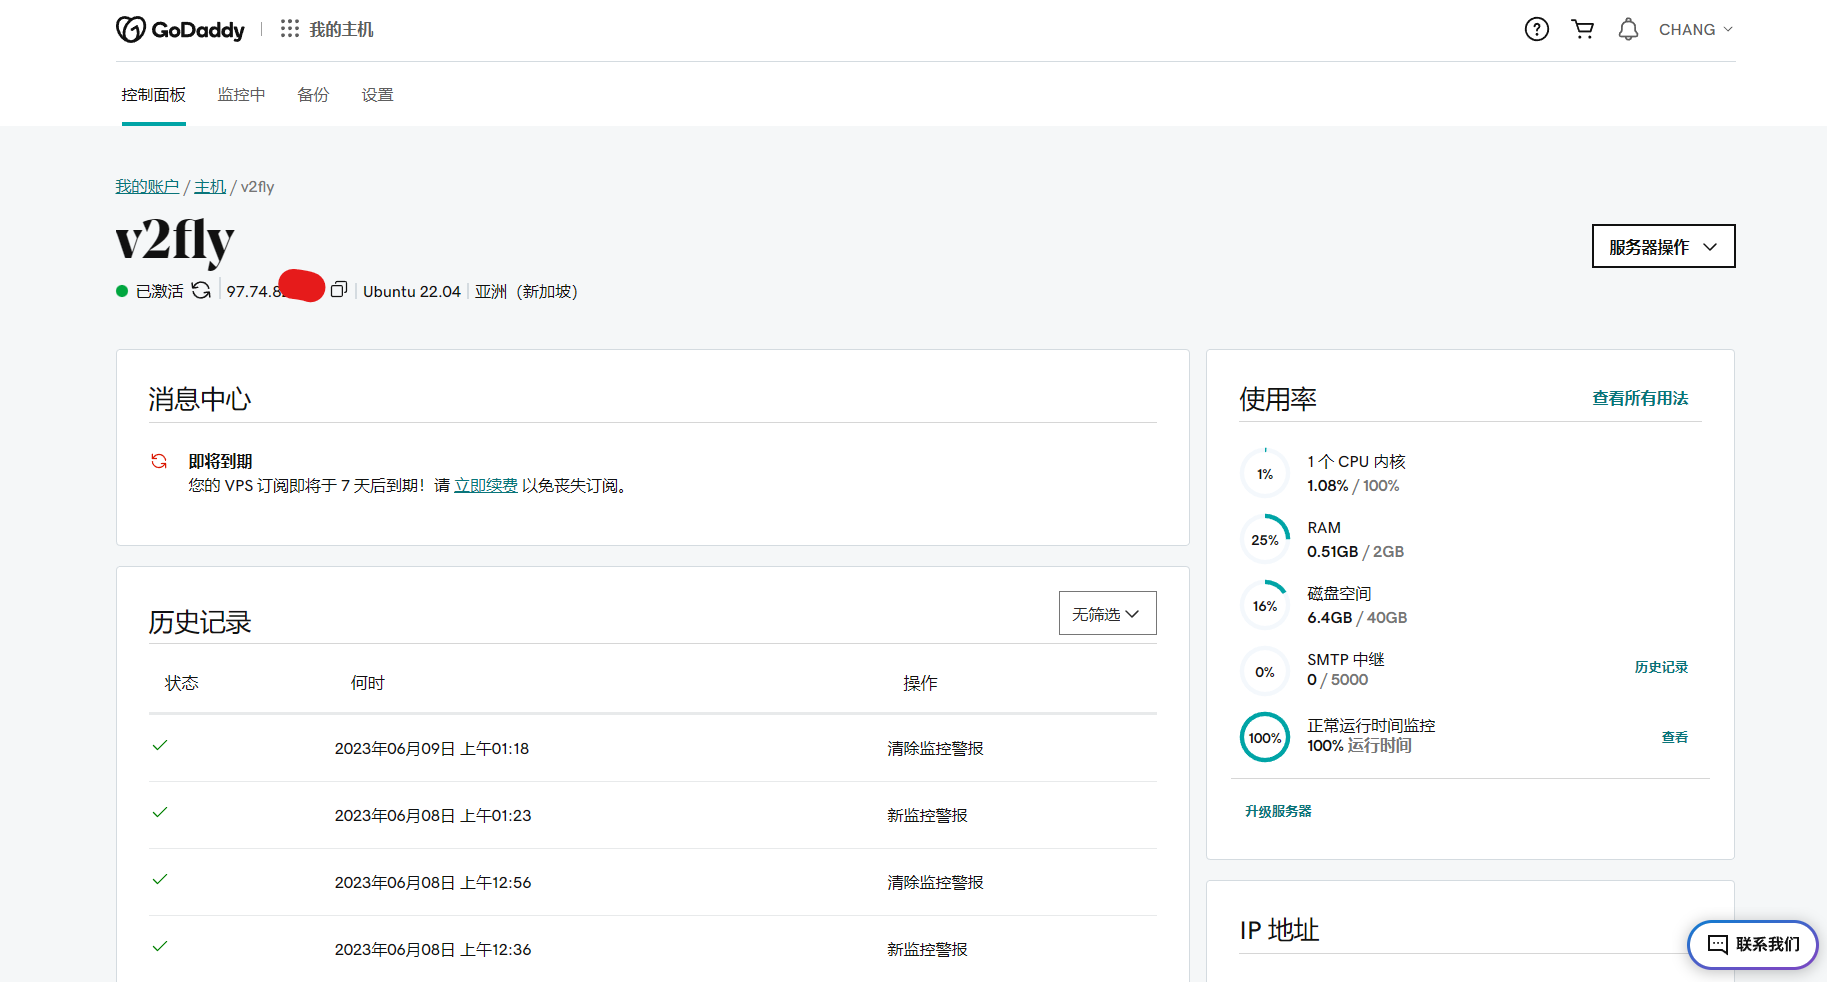 GoDaddy 我的主机 CHANG
控制面板 监控中 备份 设置
我的账户 / 主机 / v2fly
v2fly
服务器操作
已激活 97.74.8 Ubuntu 22.04 亚洲（新加坡）
消息中心
即将到期
您的 VPS 订阅即将于 7 天后到期！请 立即续费 以免丧失订阅。
历史记录
无筛选
状态 何时 操作
2023年06月09日 上午01:18 清除监控警报
2023年06月08日 上午01:23 新监控警报
2023年06月08日 上午12:56 清除监控警报
2023年06月08日 上午12:36 新监控警报
使用率 查看所有用法
1% 1 个 CPU 内核
1.08% / 100%
25% RAM
0.51GB / 2GB
16% 磁盘空间
6.4GB / 40GB
0% SMTP 中继
0 / 5000
历史记录
100% 正常运行时间监控
100% 运行时间
查看
升级服务器
IP 地址
联系我们